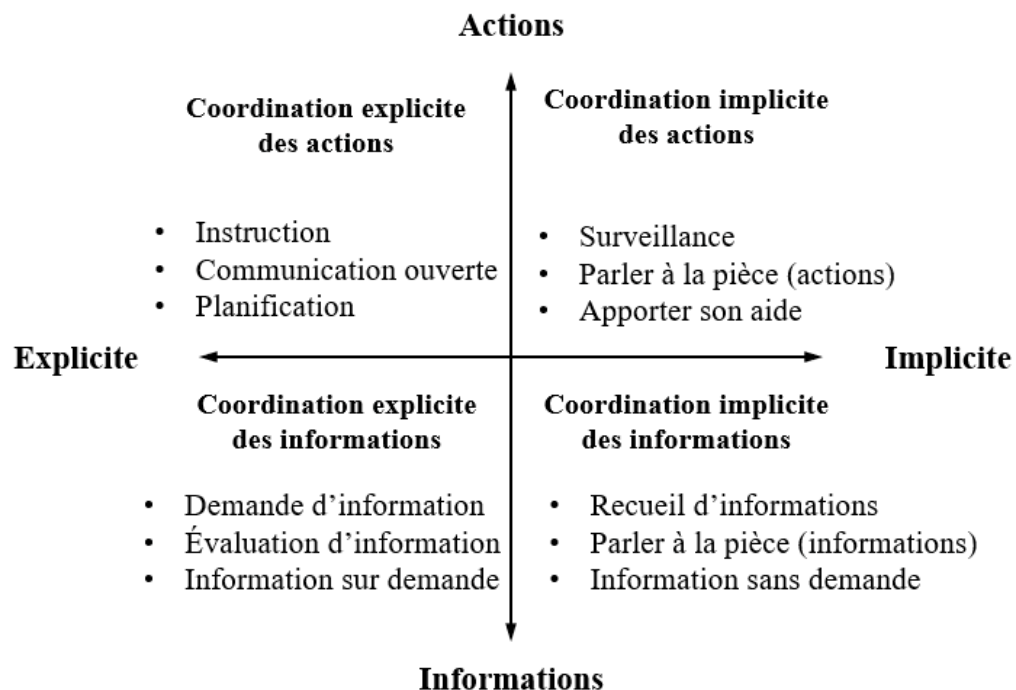 Actions
Coordination explicite
des actions
Coordination implicite
des actions
• Instruction
• Communication ouverte
• Planification
• Surveillance
• Parler à la pièce (actions)
• Apporter son aide
Explicite
Implicite
Coordination explicite
des informations
Coordination implicite
des informations
• Demande d’information
• Évaluation d’information
• Information sur demande
• Recueil d’informations
• Parler à la pièce (informations)
• Information sans demande
Informations